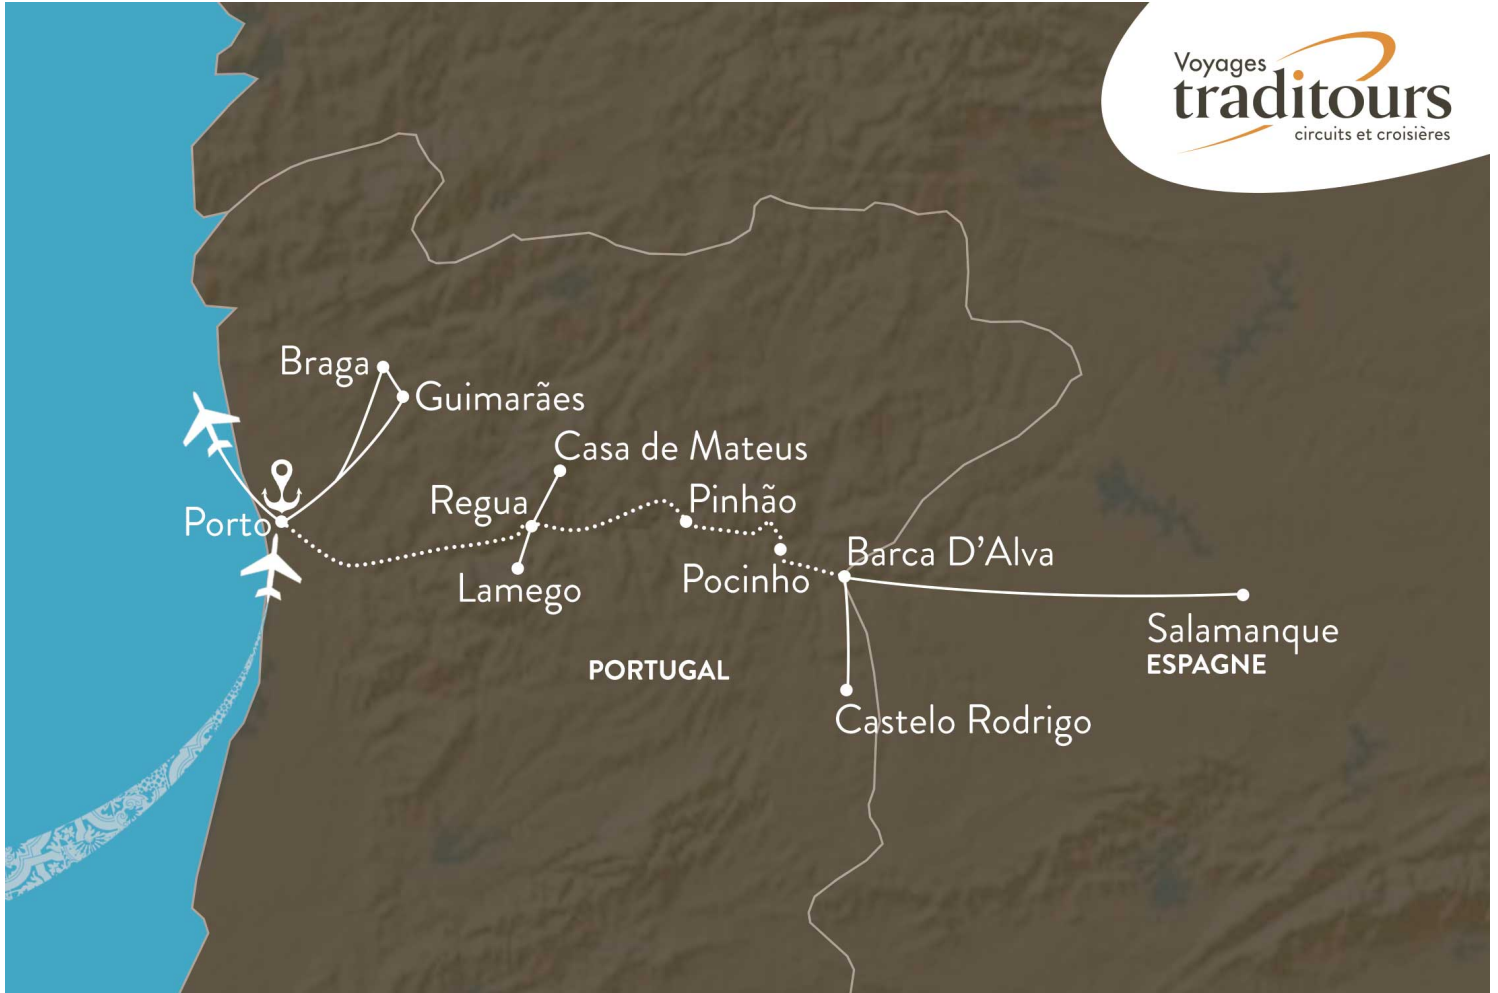 Voyages
traditours
circuits et croisières
Braga
Guimarães
Casa de Mateus
Regua
Pinhão
Porto
Barca D'Alva
Lamego
Pocinho
Salamanque
ESPAGNE
PORTUGAL
Castelo Rodrigo